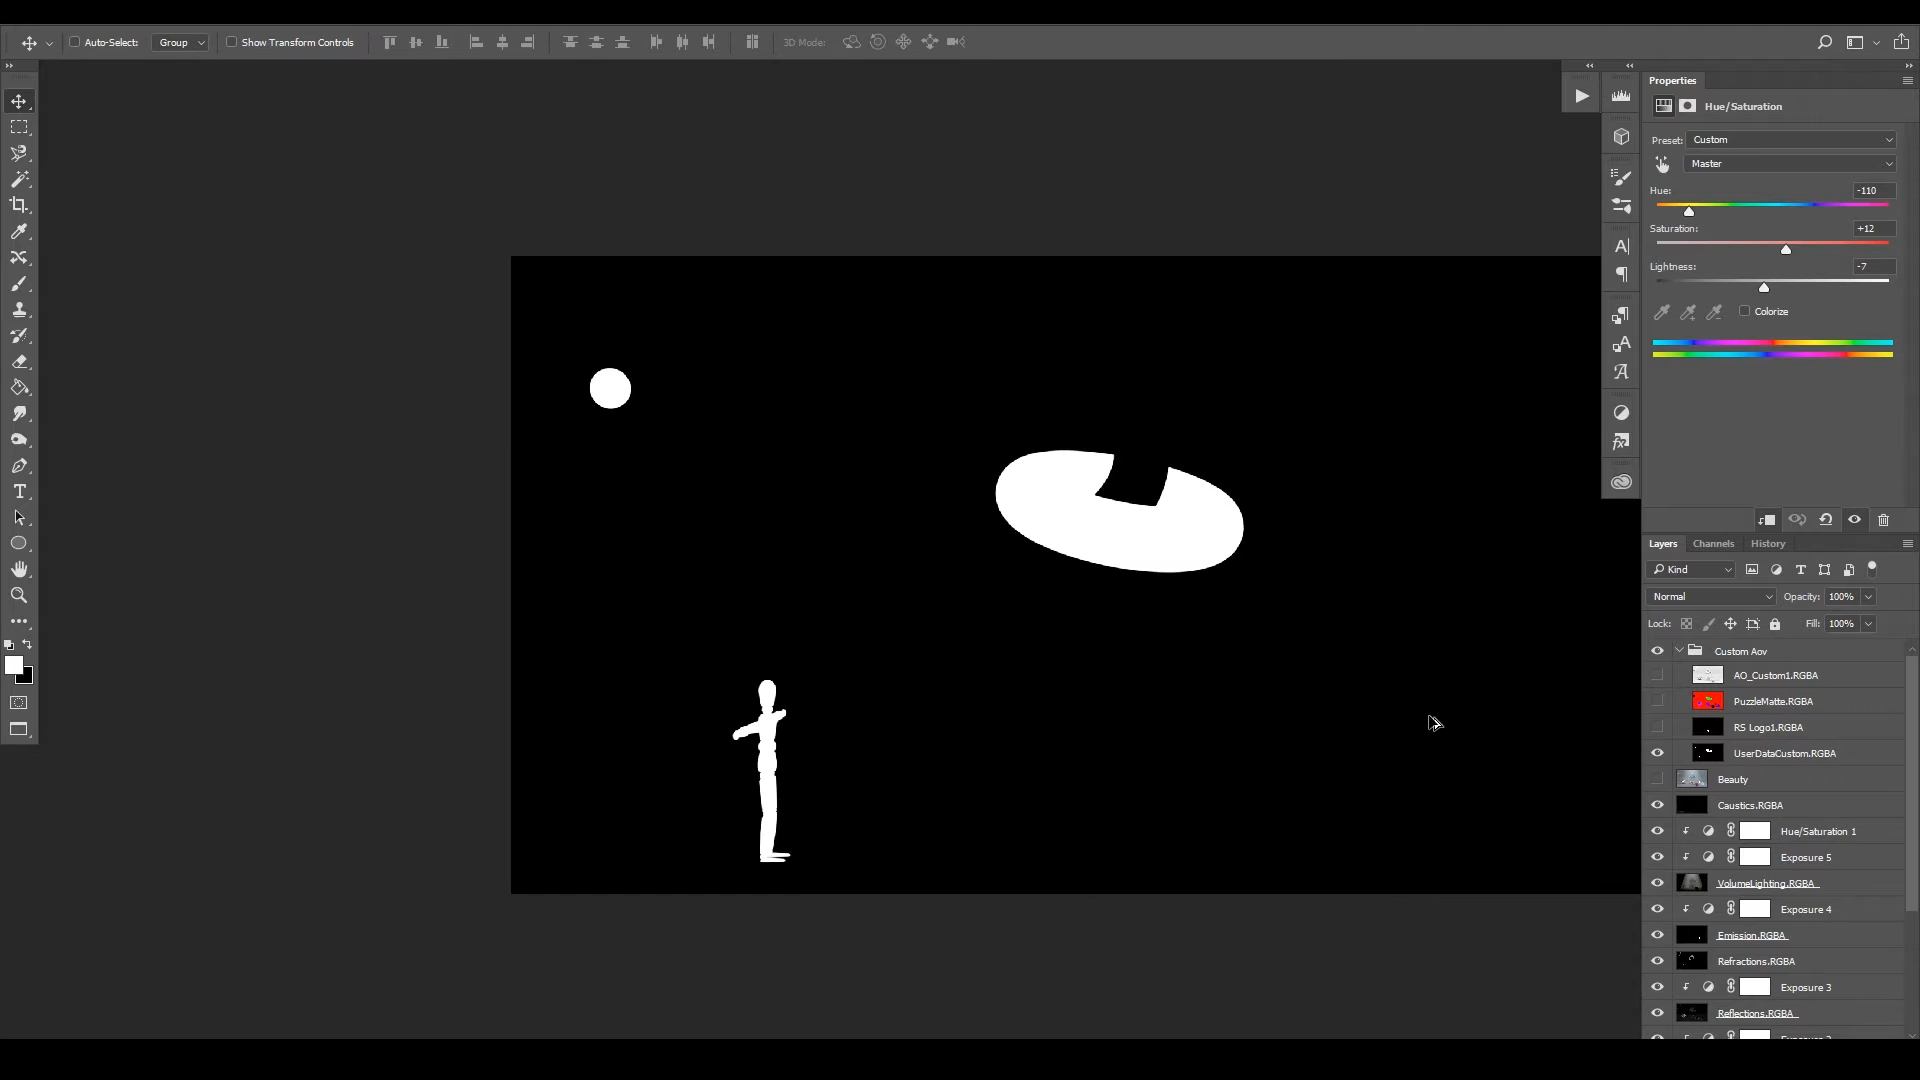 Auto-Select: Group Show Transform Controls 3D Mode:
Properties
Hue/Saturation
Preset: Custom
Master
Hue: -110
Saturation: +12
Lightness: -7
Colorize
Layers Channels History
Kind
Normal Opacity: 100%
Lock: Fill: 100%
Custom Aov
AO_Custom1.RGBA
PuzzleMatte.RGBA
RS Logo1.RGBA
UserDataCustom.RGBA
Beauty
Caustics.RGBA
Hue/Saturation 1
Exposure 5
VolumeLighting.RGBA
Exposure 4
Emission.RGBA
Refractions.RGBA
Exposure 3
Reflections.RGBA